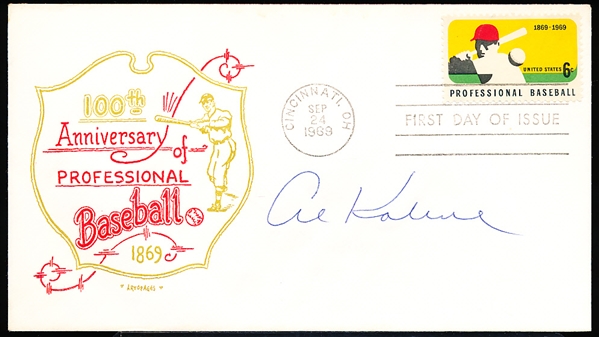 100th
Anniversary
of
PROFESSIONAL
Baseball
1869
ARTCRAFT
CINCINNATI, OH
SEP
24
1969
1869-1969
UNITED STATES 6c
PROFESSIONAL BASEBALL
FIRST DAY OF ISSUE
Al Kaline